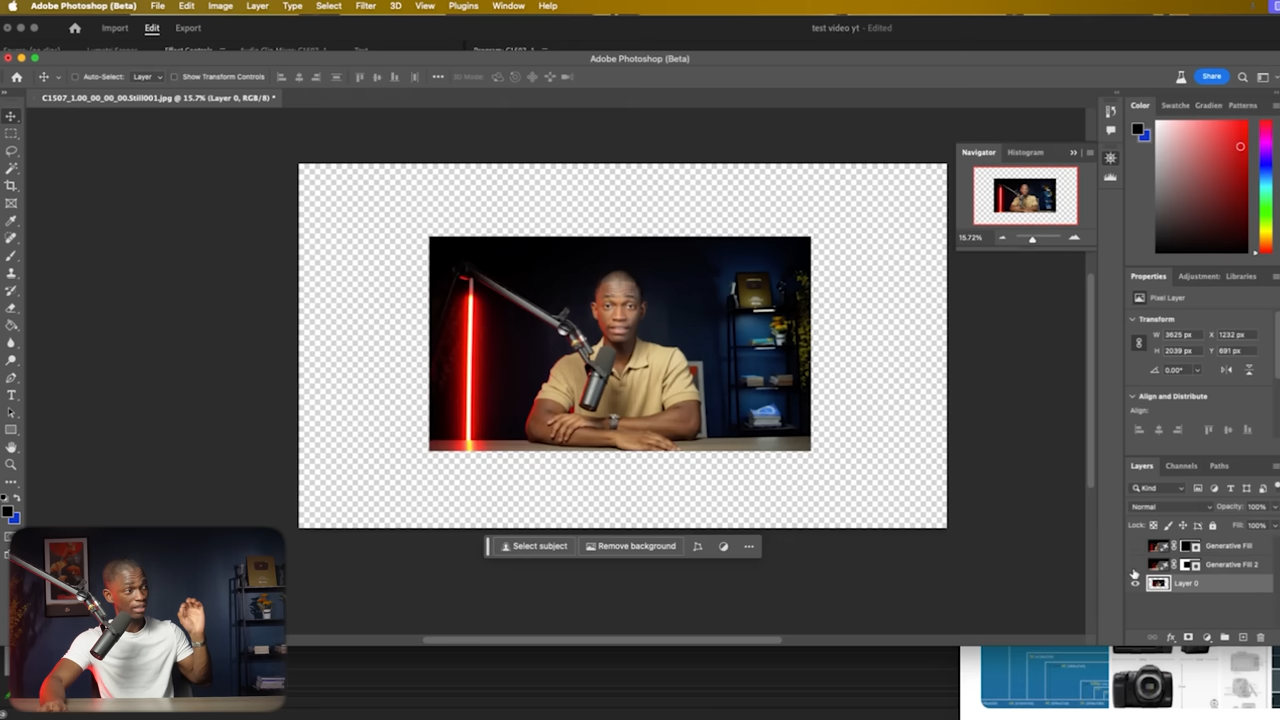 Adobe Photoshop (Beta) File Edit Image Layer Type Select Filter 3D View Plugins Window Help
Import Edit Export test video yt - Edited
Adobe Photoshop (Beta)
Auto-Select: Layer Show Transform Controls 3D Mode: Share
C1507_1.00_00_00_00.Still001.jpg @ 15.7% (Layer 0, RGB/8) *
Color Swatche Gradien Patterns
Navigator Histogram
15.72%
Properties Adjustment: Libraries
Pixel Layer
Transform
W 3625 px X 1232 px
H 2039 px Y 691 px
0.00°
Align and Distribute
Align:
Layers Channels Paths
Kind
Normal Opacity: 100%
Lock: Fill: 100%
Generative Fill
Generative Fill 2
Layer 0
Select subject Remove background